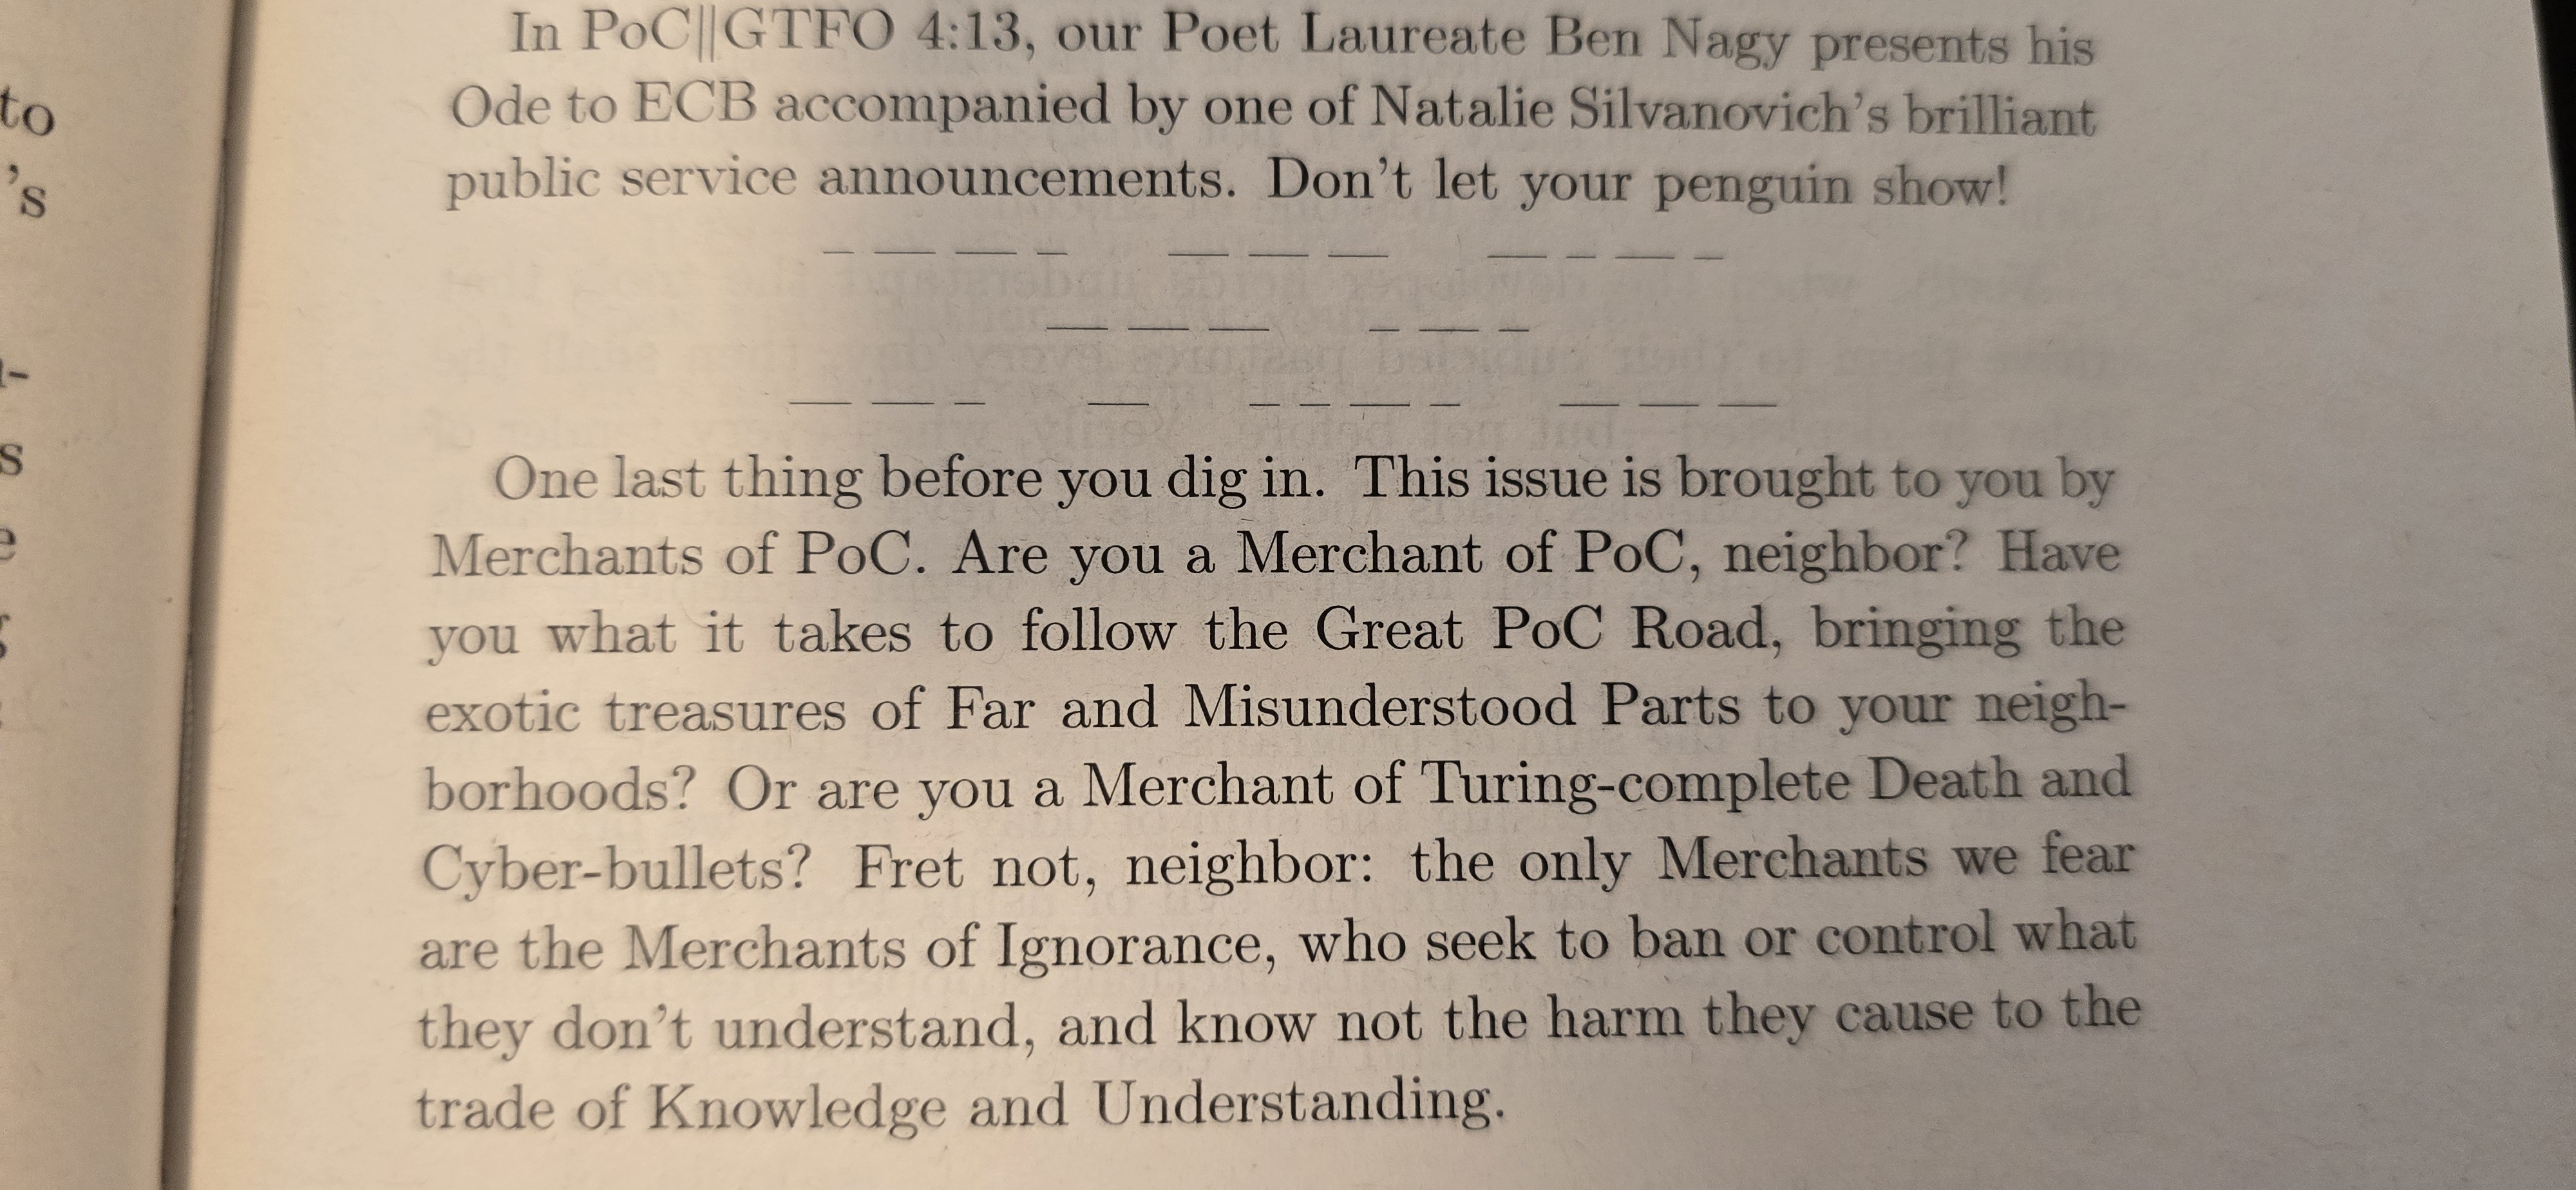 In PoC||GTFO 4:13, our Poet Laureate Ben Nagy presents his
Ode to ECB accompanied by one of Natalie Silvanovich's brilliant
public service announcements. Don't let your penguin show!
One last thing before you dig in. This issue is brought to you by
Merchants of PoC. Are you a Merchant of PoC, neighbor? Have
you what it takes to follow the Great PoC Road, bringing the
exotic treasures of Far and Misunderstood Parts to your neigh-
borhoods? Or are you a Merchant of Turing-complete Death and
Cyber-bullets? Fret not, neighbor: the only Merchants we fear
are the Merchants of Ignorance, who seek to ban or control what
they don't understand, and know not the harm they cause to the
trade of Knowledge and Understanding.
to
's